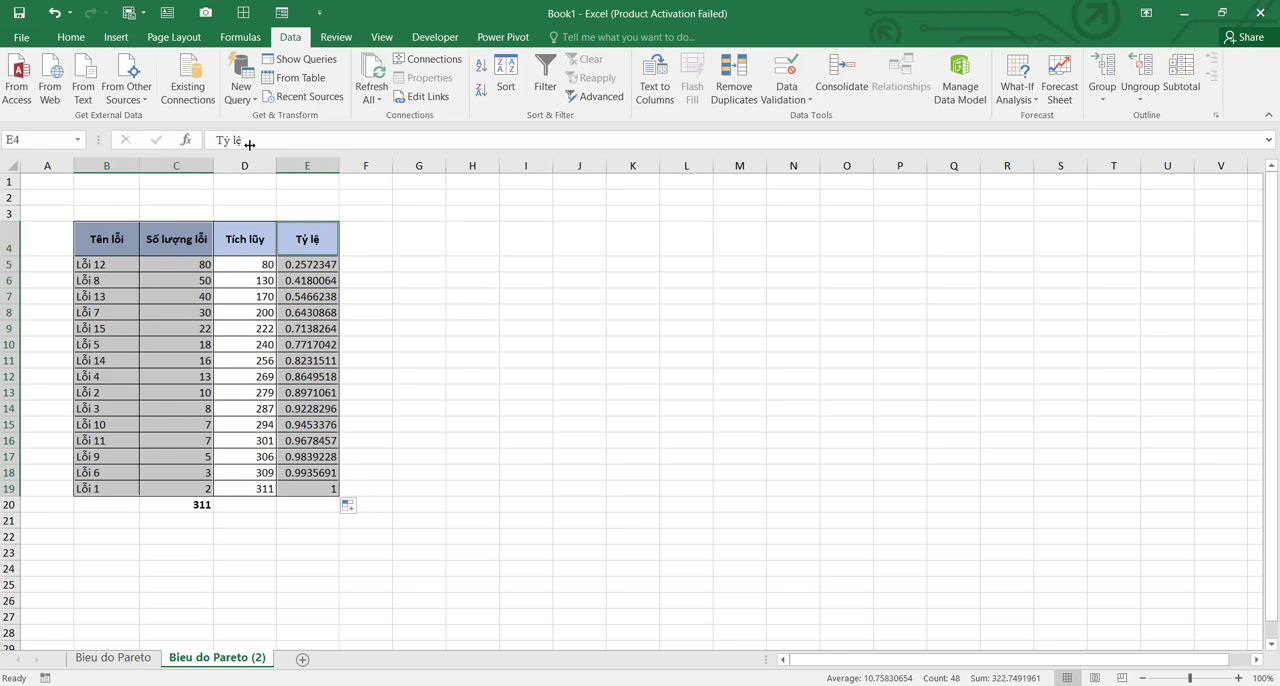 Book1 - Excel (Product Activation Failed)
File Home Insert Page Layout Formulas Data Review View Developer Power Pivot Tell me what you want to do... Share
From Access
From Web
From Text
From Other Sources
Existing Connections
Get External Data
New Query
Show Queries
From Table
Recent Sources
Get & Transform
Refresh All
Connections
Properties
Edit Links
Connections
Sort
Filter
Clear
Reapply
Advanced
Sort & Filter
Text to Columns
Flash Fill
Remove Duplicates
Data Validation
Consolidate
Relationships
Manage Data Model
Data Tools
What-If Analysis
Forecast Sheet
Forecast
Group
Ungroup
Subtotal
Outline
E4 fx Tỷ lệ
A B C D E F G H I J K L M N O P Q R S T U V
1
2
3
4 Tên lỗi Số lượng lỗi Tích lũy Tỷ lệ
5 Lỗi 12 80 80 0.2572347
6 Lỗi 8 50 130 0.4180064
7 Lỗi 13 40 170 0.5466238
8 Lỗi 7 30 200 0.6430868
9 Lỗi 15 22 222 0.7138264
10 Lỗi 5 18 240 0.7717042
11 Lỗi 14 16 256 0.8231511
12 Lỗi 4 13 269 0.8649518
13 Lỗi 2 10 279 0.8971061
14 Lỗi 3 8 287 0.9228296
15 Lỗi 10 7 294 0.9453376
16 Lỗi 11 7 301 0.9678457
17 Lỗi 9 5 306 0.9839228
18 Lỗi 6 3 309 0.9935691
19 Lỗi 1 2 311 1
20 311
21
22
23
24
25
26
27
28
29
Bieu do Pareto Bieu do Pareto (2)
Ready Average: 10.75830654 Count: 48 Sum: 322.7491961 100%